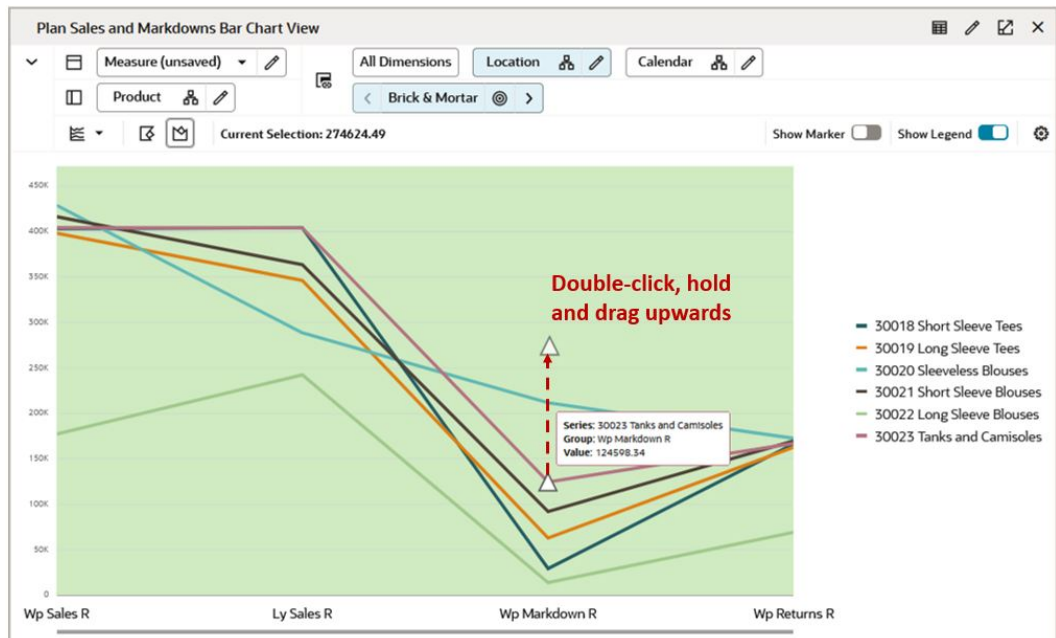 Plan Sales and Markdowns Bar Chart View
Measure (unsaved)
All Dimensions
Location
Calendar
Product
Brick & Mortar
Current Selection: 274624.49
Show Marker
Show Legend
450K
400K
350K
300K
250K
200K
150K
100K
50K
0
Double-click, hold
and drag upwards
Series: 30023 Tanks and Camisoles
Group: Wp Markdown R
Value: 124598.34
30018 Short Sleeve Tees
30019 Long Sleeve Tees
30020 Sleeveless Blouses
30021 Short Sleeve Blouses
30022 Long Sleeve Blouses
30023 Tanks and Camisoles
Wp Sales R
Ly Sales R
Wp Markdown R
Wp Returns R